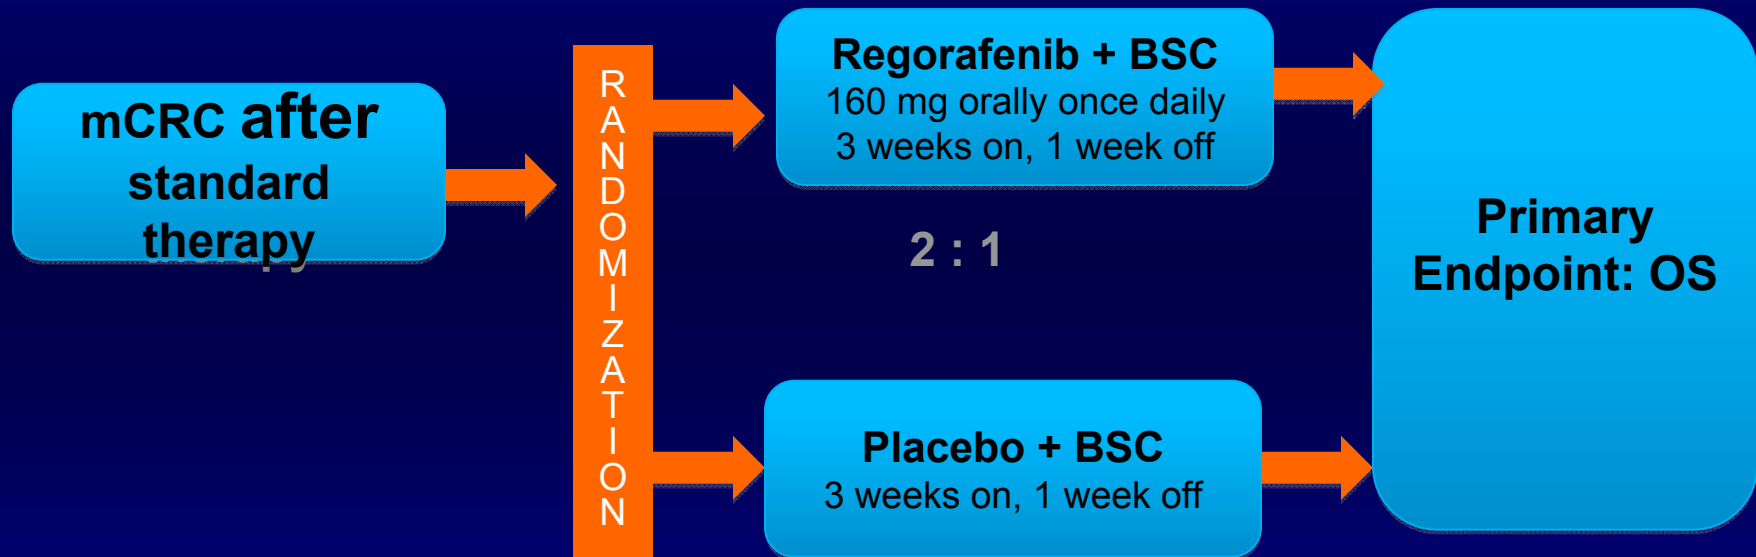 mCRC after
standard
therapy
RANDOMIZATION
Regorafenib + BSC
160 mg orally once daily
3 weeks on, 1 week off
2 : 1
Placebo + BSC
3 weeks on, 1 week off
Primary
Endpoint: OS